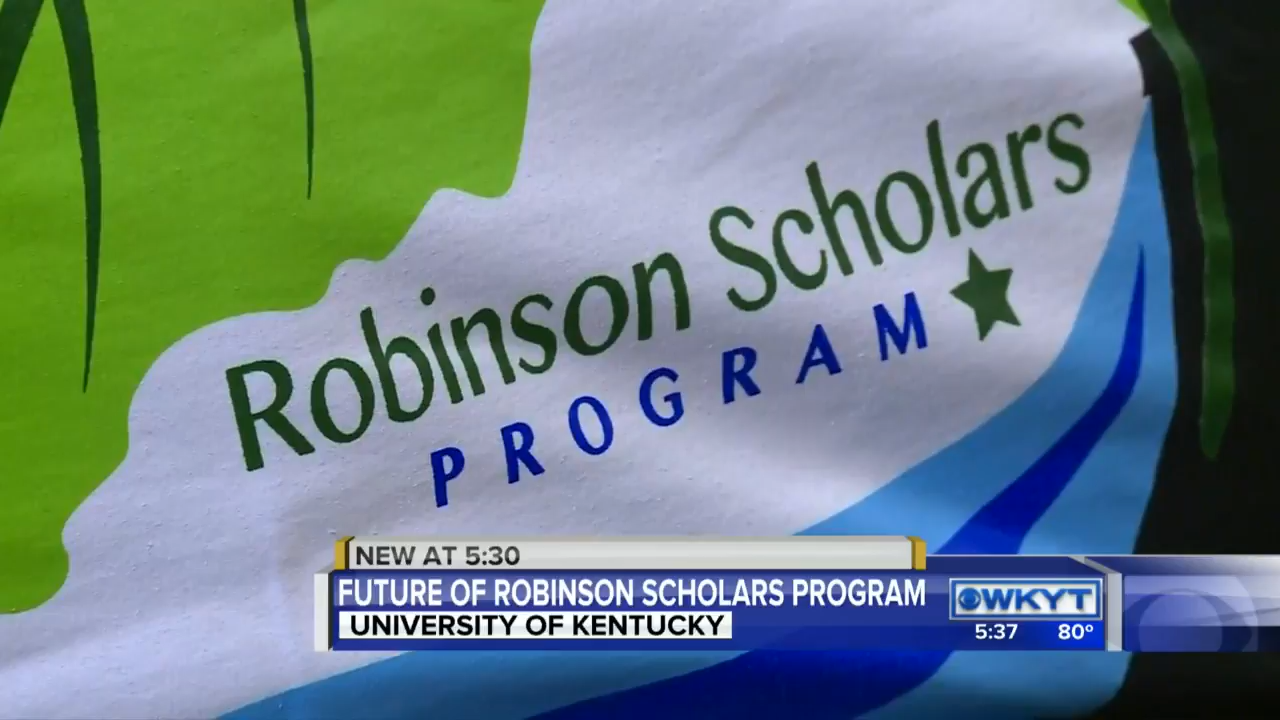 Robinson Scholars
PROGRAM
NEW AT 5:30
FUTURE OF ROBINSON SCHOLARS PROGRAM
UNIVERSITY OF KENTUCKY
WKYT
5:37 80°